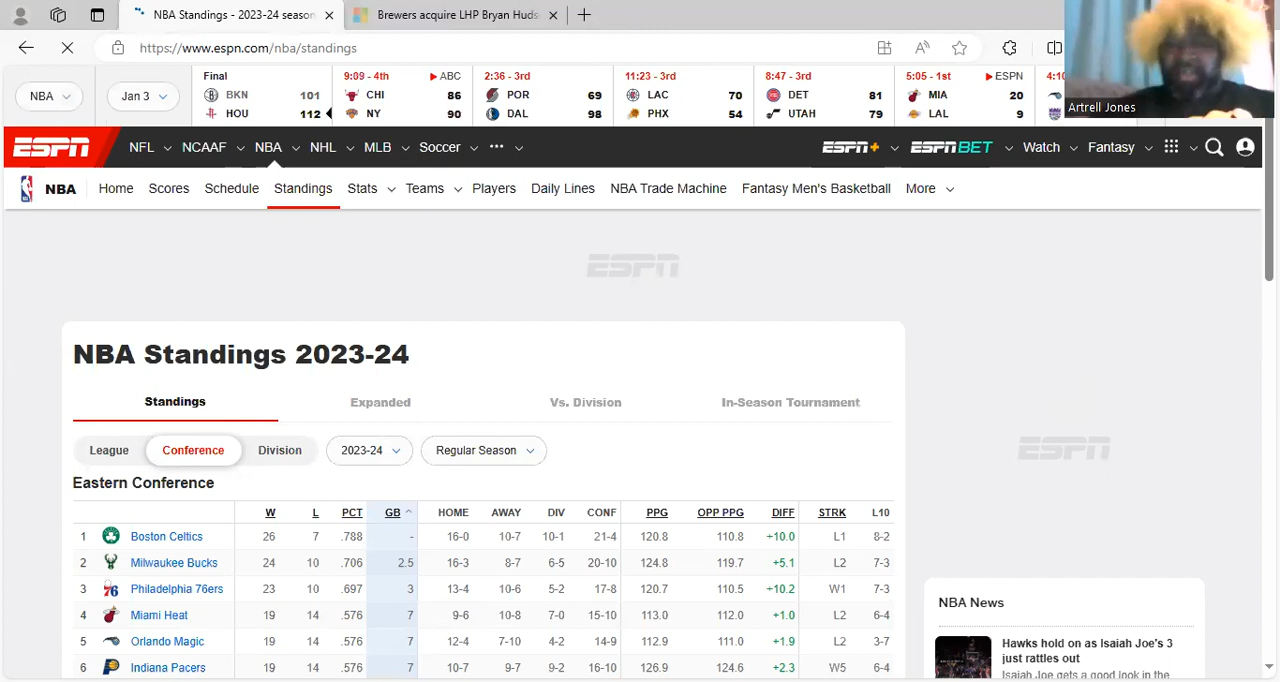 NBA Standings - 2023-24 season
Brewers acquire LHP Bryan Huds
https://www.espn.com/nba/standings
Artrell Jones
NBA
Jan 3
Final
BKN 101
HOU 112
9:09 - 4th ABC
CHI 86
NY 90
2:36 - 3rd
POR 69
DAL 98
11:23 - 3rd
LAC 70
PHX 54
8:47 - 3rd
DET 81
UTAH 79
5:05 - 1st ESPN
MIA 20
LAL 9
4:10
ESPN NFL NCAAF NBA NHL MLB Soccer ESPN+ ESPN BET Watch Fantasy
NBA Home Scores Schedule Standings Stats Teams Players Daily Lines NBA Trade Machine Fantasy Men's Basketball More
ESPN
NBA Standings 2023-24
Standings Expanded Vs. Division In-Season Tournament
League Conference Division 2023-24 Regular Season
ESPN
Eastern Conference
W L PCT GB HOME AWAY DIV CONF PPG OPP PPG DIFF STRK L10
1 Boston Celtics 26 7 .788 - 16-0 10-7 10-1 21-4 120.8 110.8 +10.0 L1 8-2
2 Milwaukee Bucks 24 10 .706 2.5 16-3 8-7 6-5 20-10 124.8 119.7 +5.1 L2 7-3
3 Philadelphia 76ers 23 10 .697 3 13-4 10-6 5-2 17-8 120.7 110.5 +10.2 W1 7-3
4 Miami Heat 19 14 .576 7 9-6 10-8 7-0 15-10 113.0 112.0 +1.0 L2 6-4
5 Orlando Magic 19 14 .576 7 12-4 7-10 4-2 14-9 112.9 111.0 +1.9 L2 3-7
6 Indiana Pacers 19 14 .576 7 10-7 9-7 9-2 16-10 126.9 124.6 +2.3 W5 6-4
NBA News
Hawks hold on as Isaiah Joe's 3
just rattles out
Isaiah Joe gets a good look in the